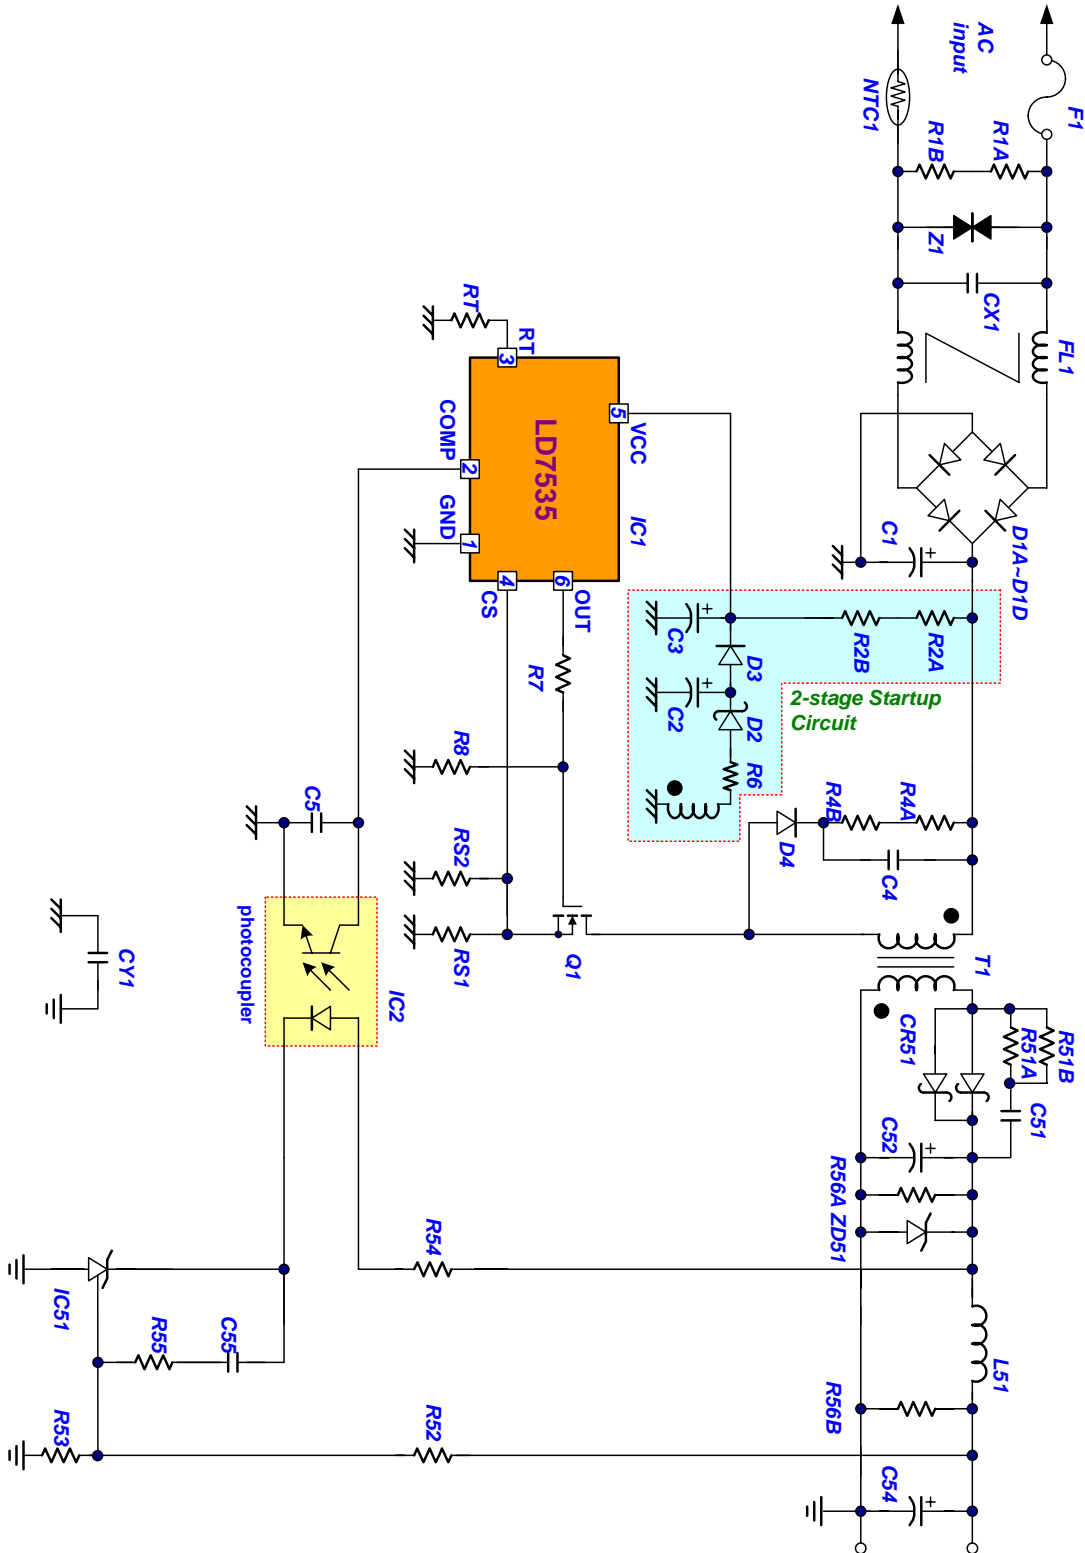 AC
input
F1
NTC1
R1A
R1B
Z1
CX1
FL1
D1A~D1D
C1
R2A
R2B
C3
D3
C2
D2
R6
2-stage Startup
Circuit
R4A
R4B
C4
D4
T1
R51B
R51A
C51
CR51
C52
R56A
ZD51
L51
R56B
C54
RT
RT
3
VCC
5
COMP
2
GND
1
LD7535
IC1
CS
4
OUT
6
R7
R8
RS2
RS1
Q1
C5
photocoupler
IC2
CY1
R54
IC51
R55
C55
R53
R52